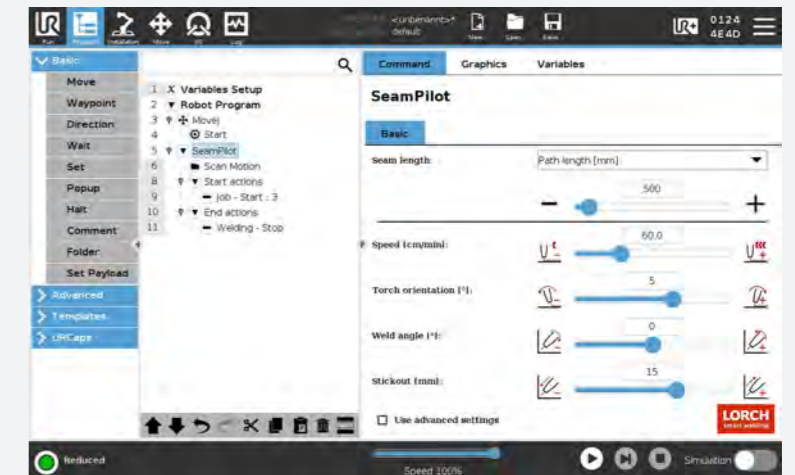 UR
Run
Program
Installation
Move
I/O
Log
<unbenannt>*
default
New...
Open...
Save...
UR+
0124
4E4D
Basic
Move
Waypoint
Direction
Wait
Set
Popup
Halt
Comment
Folder
Set Payload
Advanced
Templates
URCaps
1 X Variables Setup
2 Robot Program
3 MoveJ
4 Start
5 SeamPilot
6 Scan Motion
8 Start actions
9 Job - Start : 3
10 End actions
11 Welding - Stop
Command Graphics Variables
SeamPilot
Basic
Seam length: Path length [mm]
500
Speed [cm/min]: 60.0
Torch orientation [°]: 5
Weld angle [°]: 0
Stickout [mm]: 15
Use advanced settings
LORCH
smart welding
Reduced
Speed 100%
Simulation